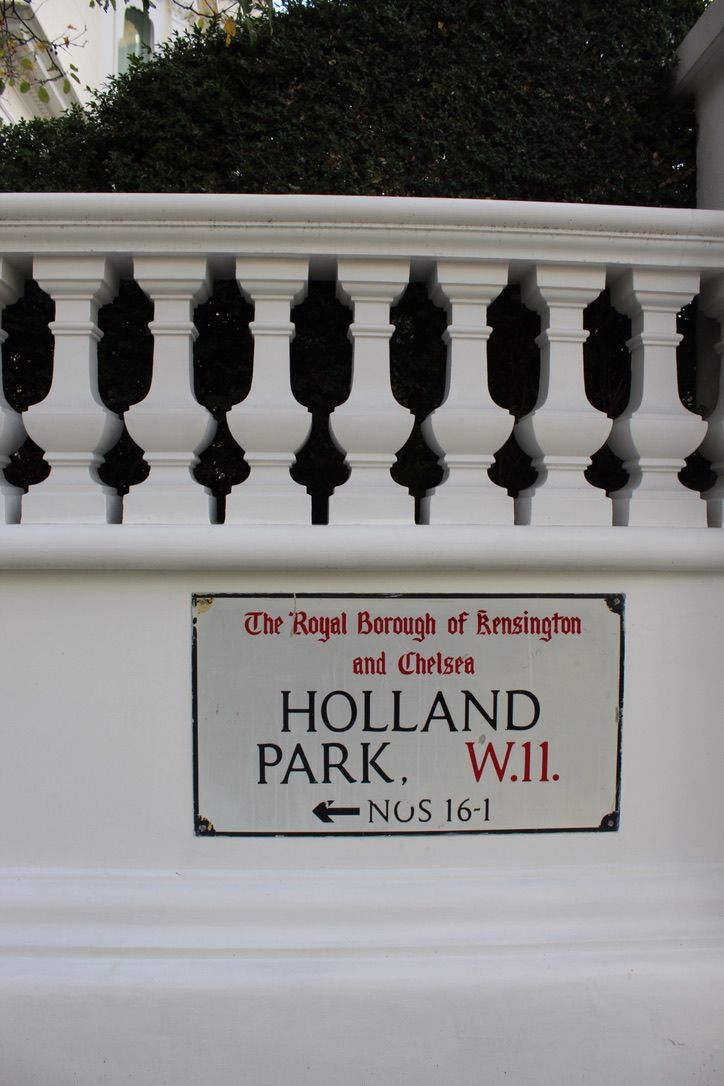 The Royal Borough of Kensington
and Chelsea
HOLLAND
PARK, W.11.
← NOS 16-1